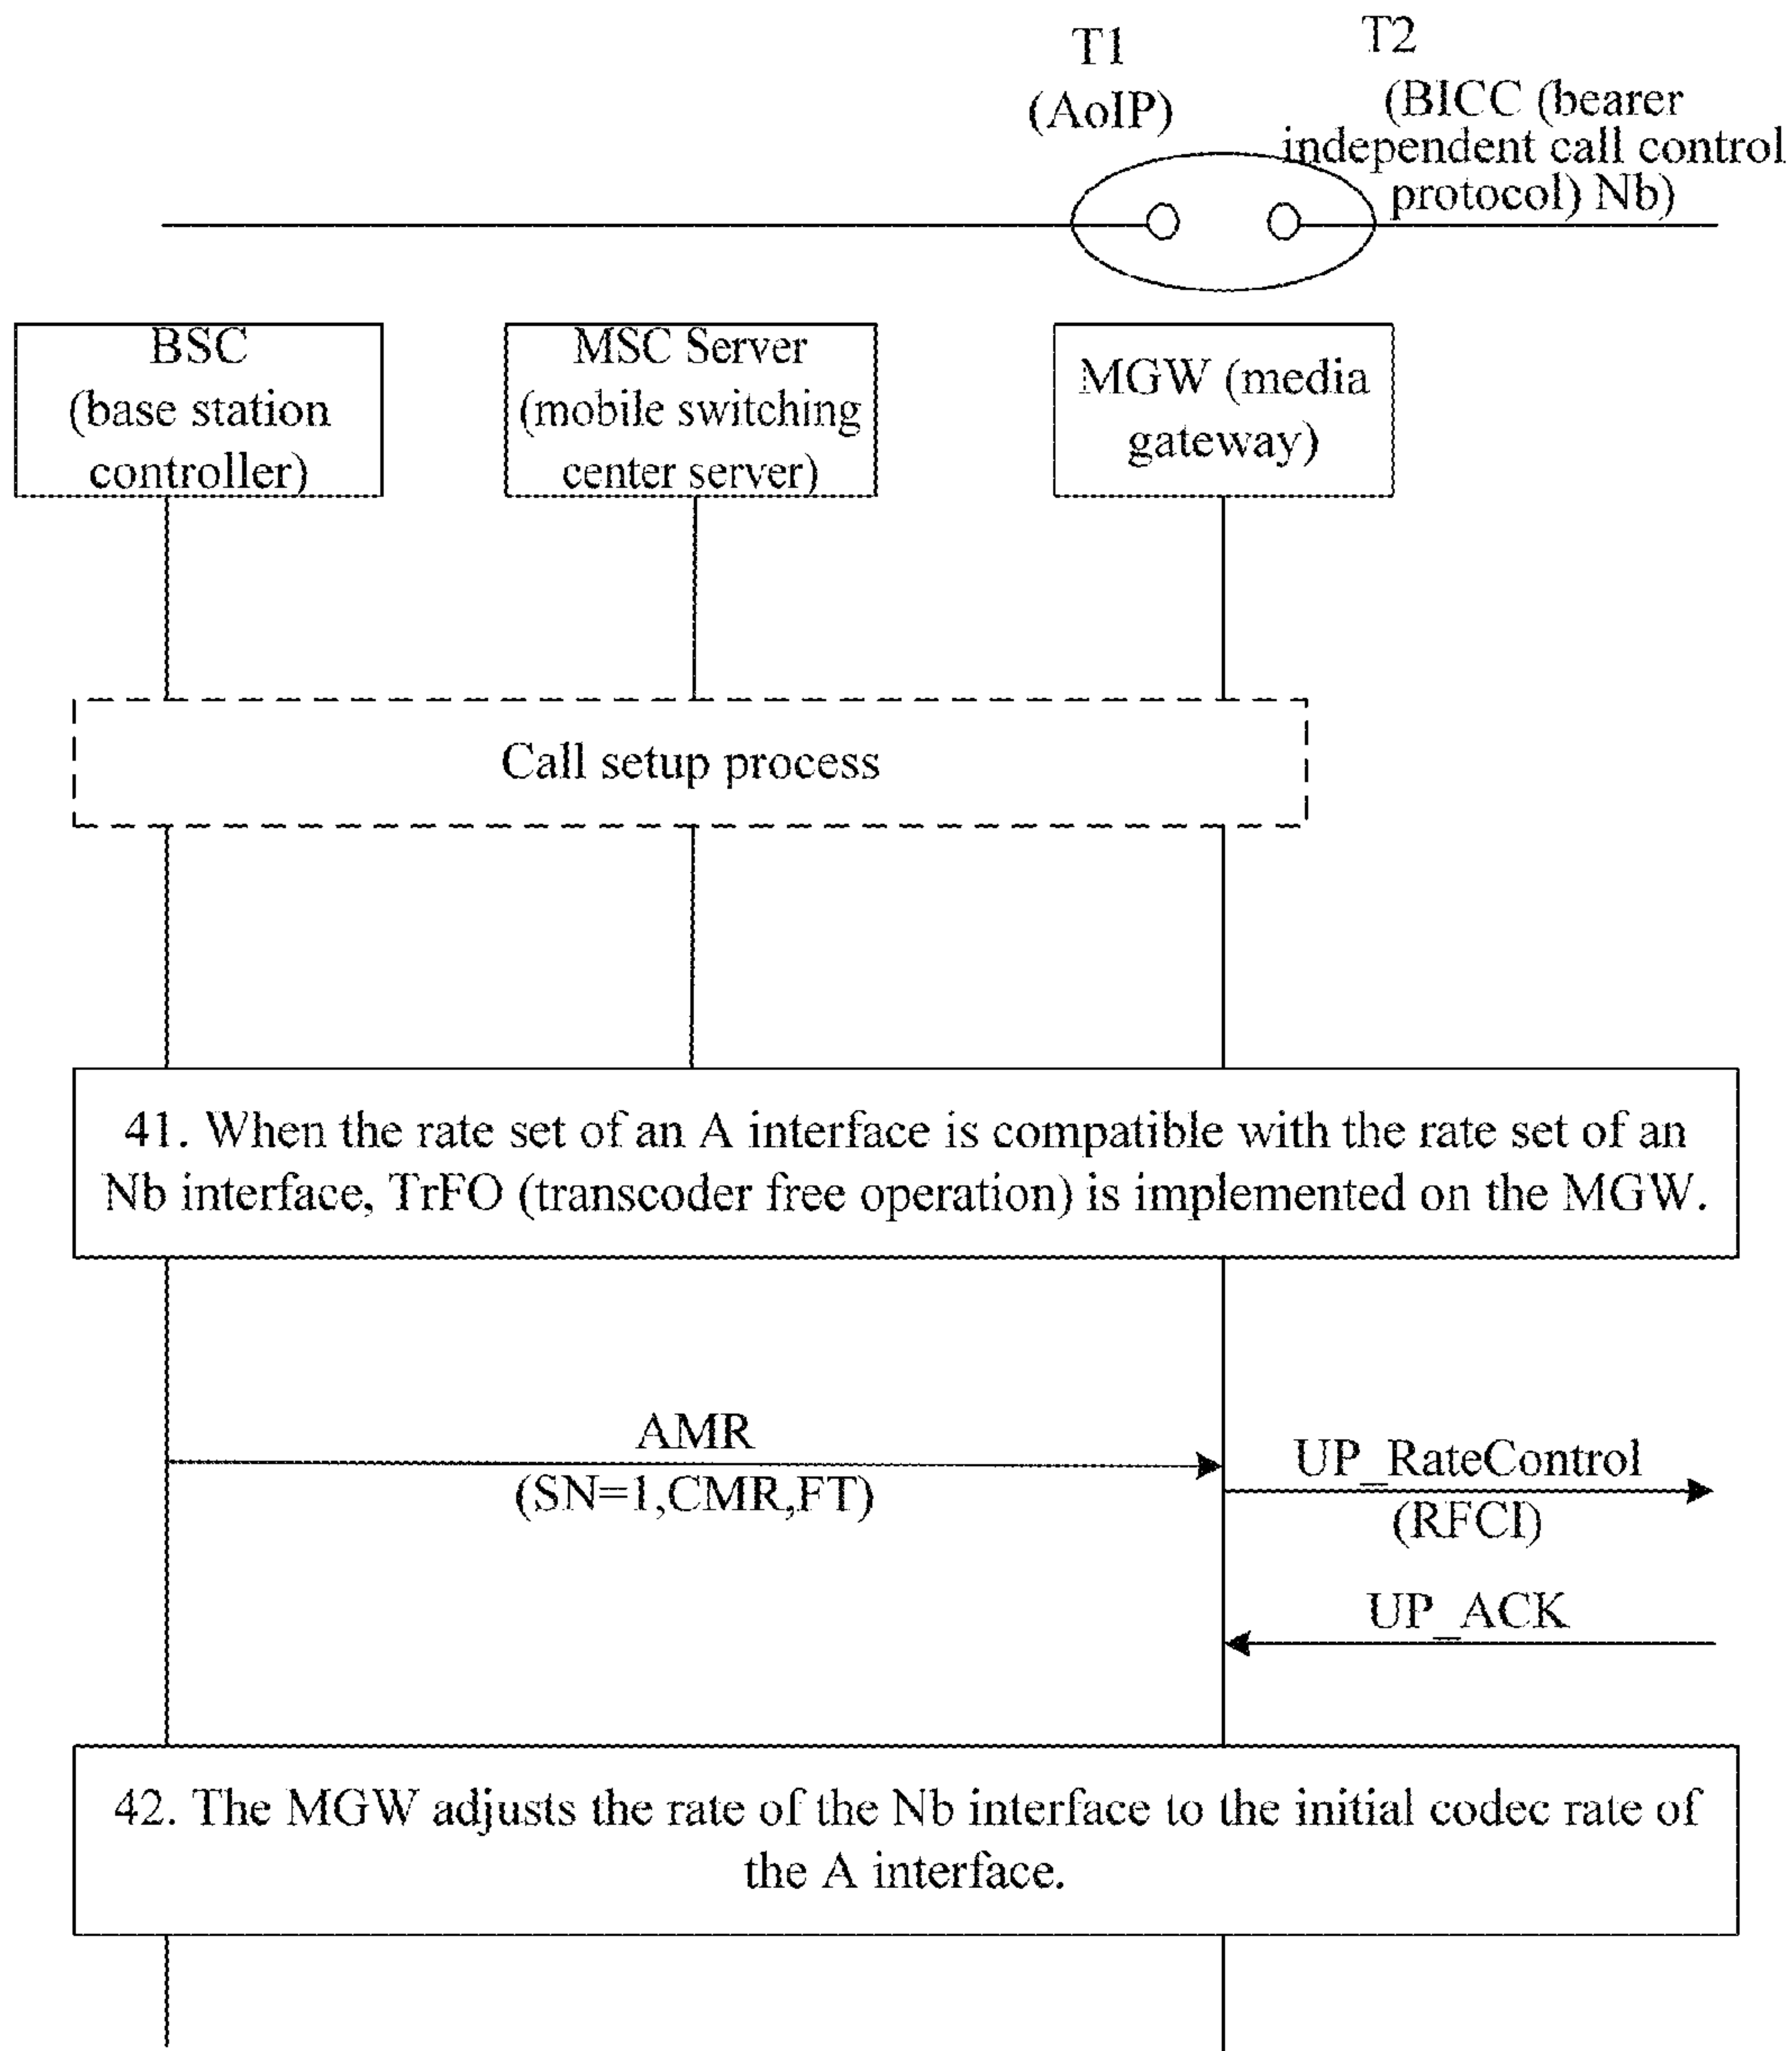 T1
(AoIP)
T2
(BICC (bearer
independent call control
protocol) Nb)
BSC
(base station
controller)
MSC Server
(mobile switching
center server)
MGW (media
gateway)
Call setup process
41. When the rate set of an A interface is compatible with the rate set of an
Nb interface, TrFO (transcoder free operation) is implemented on the MGW.
AMR
(SN=1,CMR,FT)
UP_RateControl
(RFCI)
UP_ACK
42. The MGW adjusts the rate of the Nb interface to the initial codec rate of
the A interface.